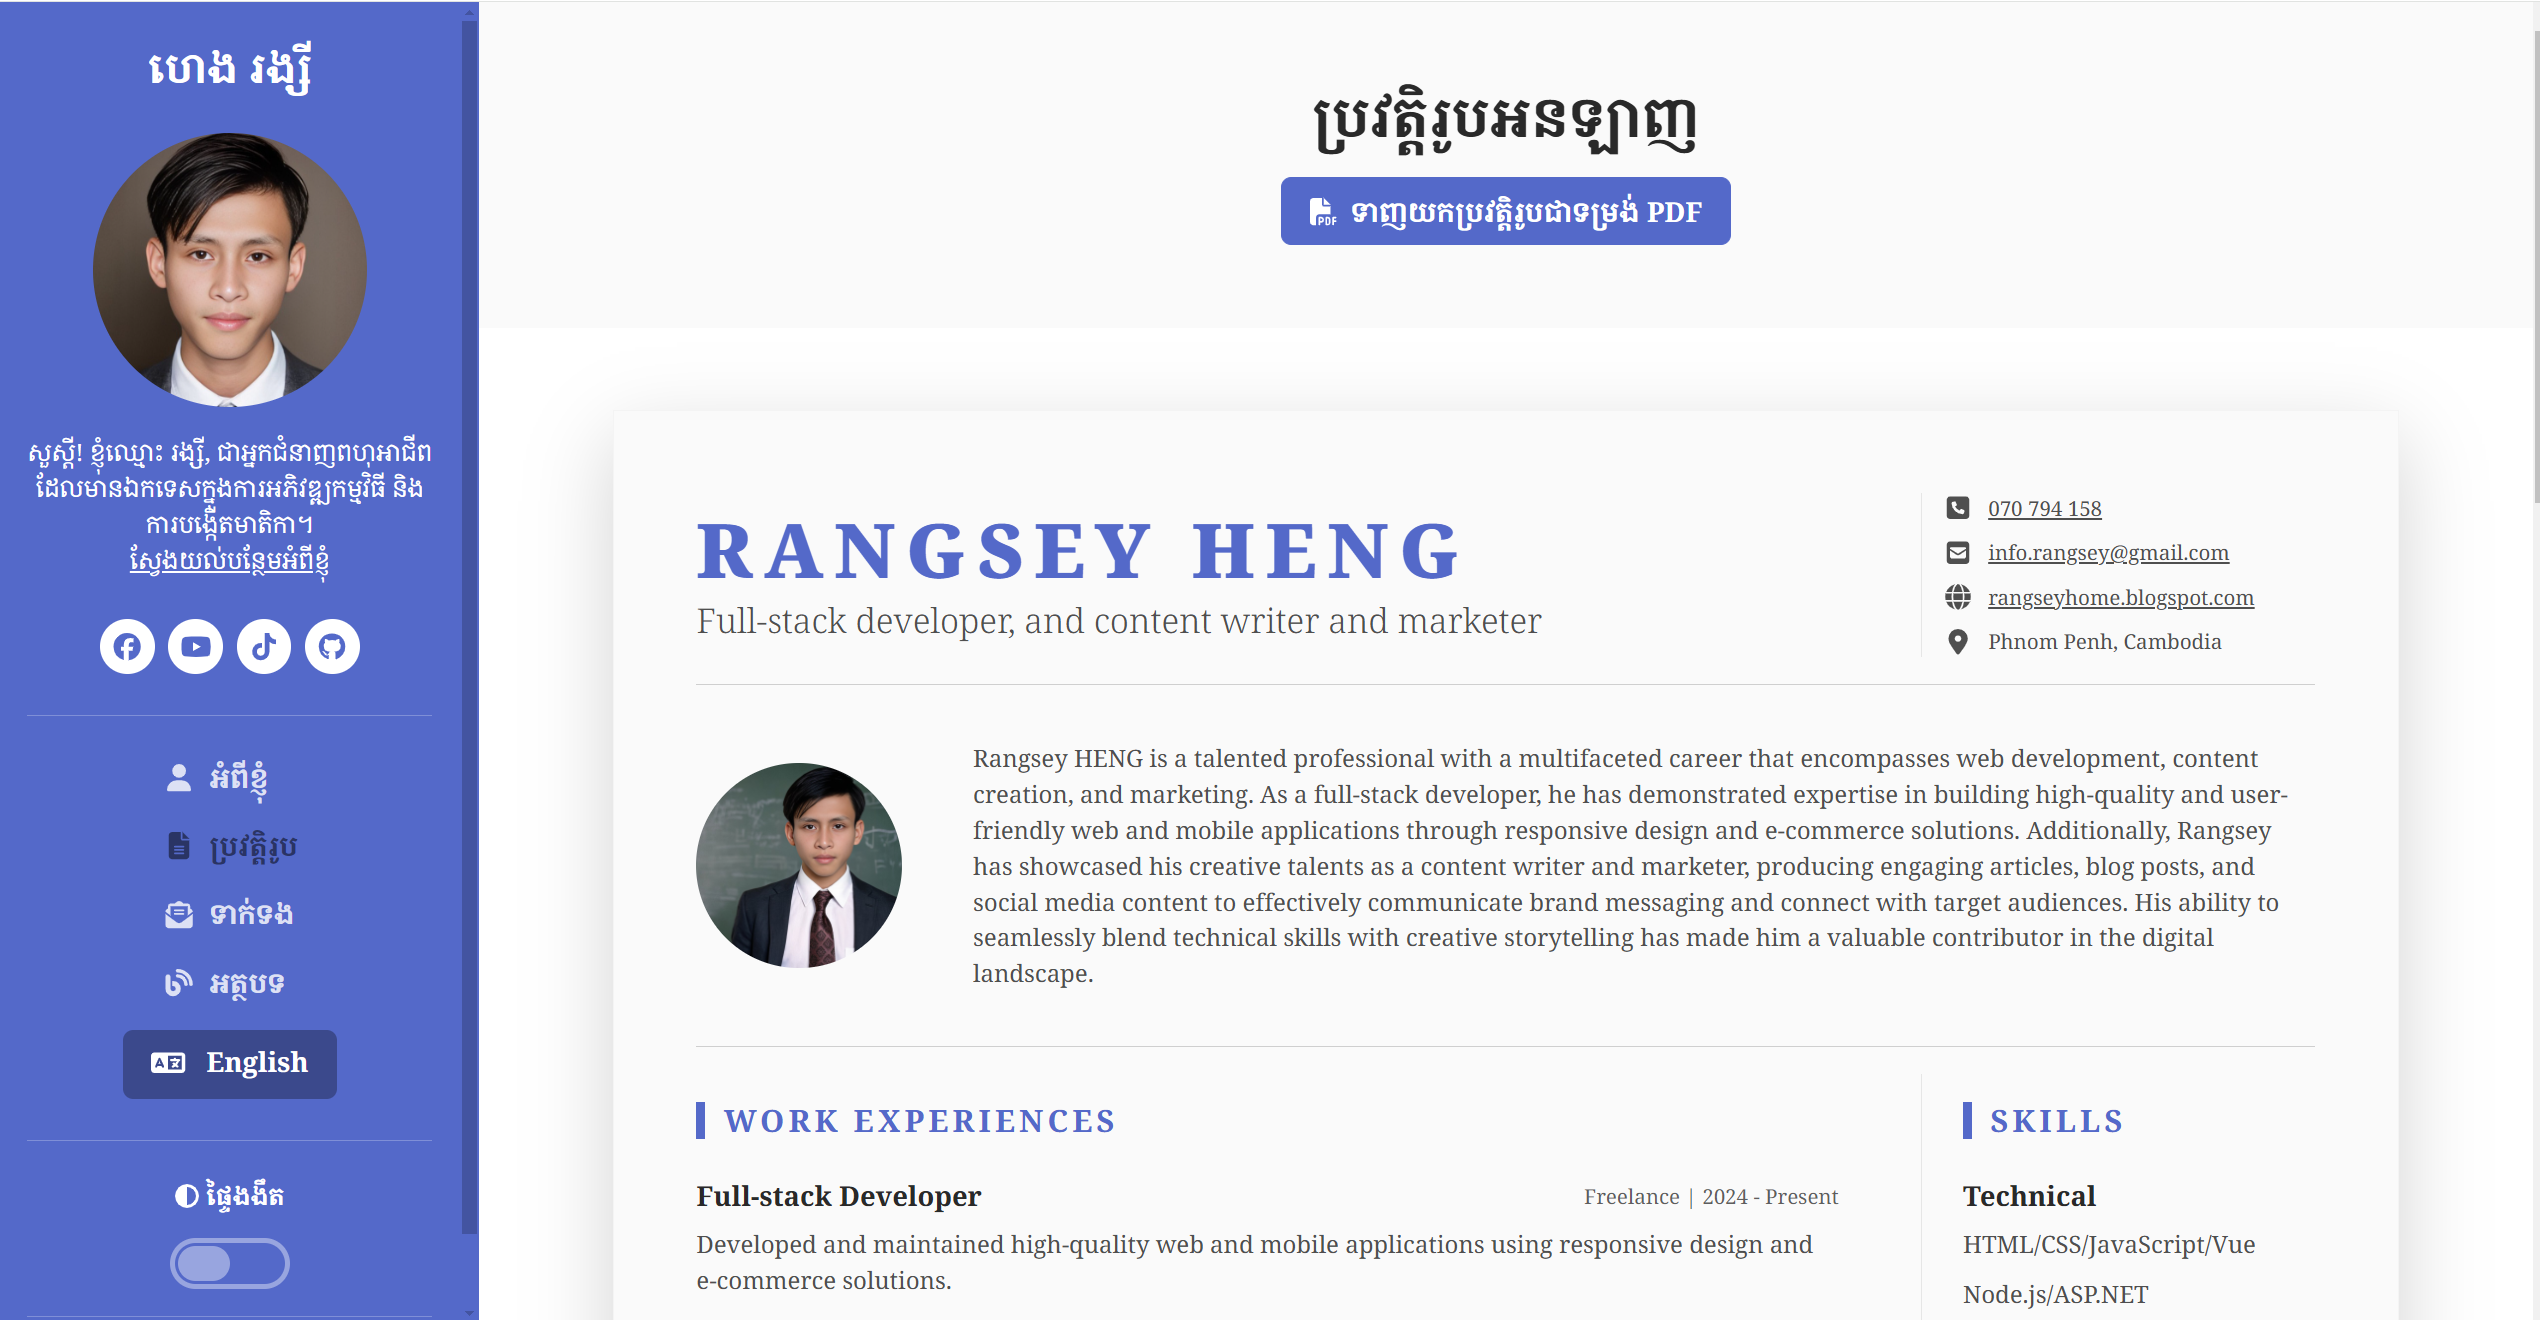 ហេង រង្សី
សួស្តី! ខ្ញុំឈ្មោះ រង្សី, ជាអ្នកជំនាញពហុអាជីព
ដែលមានឯកទេសក្នុងការអភិវឌ្ឍកម្មវិធី និង
ការបង្កើតមាតិកា។
ស្វែងយល់បន្ថែមអំពីខ្ញុំ
អំពីខ្ញុំ
ប្រវត្តិរូប
ទាក់ទង
អត្ថបទ
English
ផ្ទៃងងឹត
ប្រវត្តិរូបអនឡាញ
PDF ទាញយកប្រវត្តិរូបជាទម្រង់ PDF
RANGSEY HENG
Full-stack developer, and content writer and marketer
070 794 158
info.rangsey@gmail.com
rangseyhome.blogspot.com
Phnom Penh, Cambodia
Rangsey HENG is a talented professional with a multifaceted career that encompasses web development, content
creation, and marketing. As a full-stack developer, he has demonstrated expertise in building high-quality and user-
friendly web and mobile applications through responsive design and e-commerce solutions. Additionally, Rangsey
has showcased his creative talents as a content writer and marketer, producing engaging articles, blog posts, and
social media content to effectively communicate brand messaging and connect with target audiences. His ability to
seamlessly blend technical skills with creative storytelling has made him a valuable contributor in the digital
landscape.
WORK EXPERIENCES
Full-stack Developer
Freelance | 2024 - Present
Developed and maintained high-quality web and mobile applications using responsive design and
e-commerce solutions.
SKILLS
Technical
HTML/CSS/JavaScript/Vue
Node.js/ASP.NET